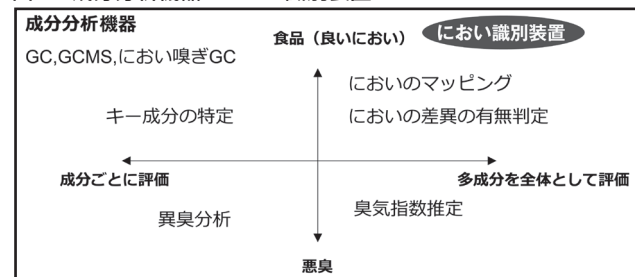 成分分析機器
GC,GCMS,におい嗅ぎGC
食品（良いにおい）
におい識別装置
においのマッピング
キー成分の特定
においの差異の有無判定
成分ごとに評価
多成分を全体として評価
異臭分析
臭気指数推定
悪臭